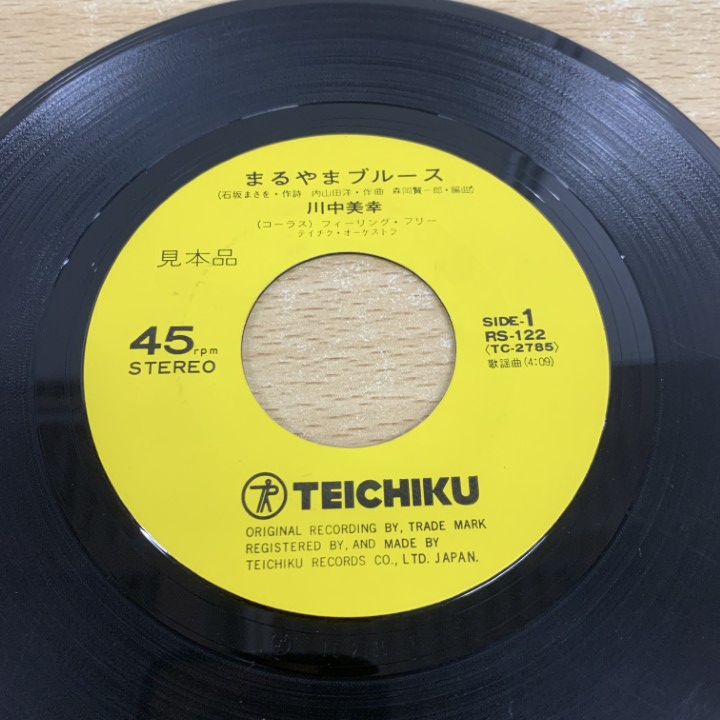 まるやまブルース
(石坂まさを・作詩 内山田洋・作曲 森岡賢一郎・編曲)
川中美幸
(コーラス) フィーリング・フリー
テイチク・オーケストラ
見本品
45rpm
STEREO
SIDE-1
RS-122
〈TC-2785〉
歌謡曲 (4:09)
TEICHIKU
ORIGINAL RECORDING BY, TRADE MARK
REGISTERED BY, AND MADE BY
TEICHIKU RECORDS CO., LTD. JAPAN.